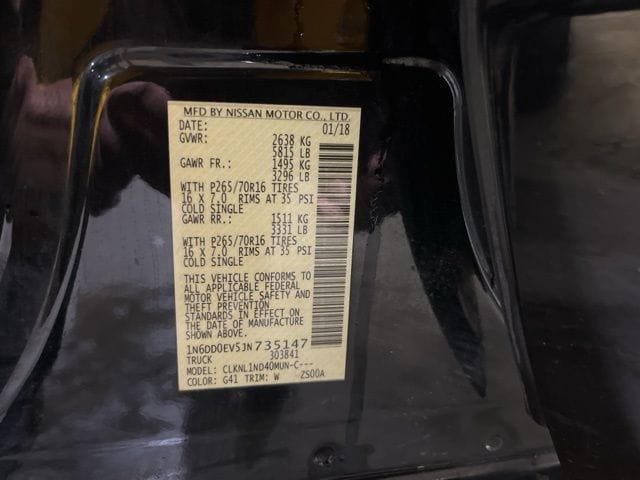 MFD BY NISSAN MOTOR CO., LTD.
DATE: 01/18
GVWR: 2638 KG
5815 LB
GAWR FR.: 1495 KG
3296 LB
WITH P265/70R16 TIRES
16 X 7.0 RIMS AT 35 PSI
COLD SINGLE
GAWR RR.: 1511 KG
3331 LB
WITH P265/70R16 TIRES
16 X 7.0 RIMS AT 35 PSI
COLD SINGLE
THIS VEHICLE CONFORMS TO
ALL APPLICABLE FEDERAL
MOTOR VEHICLE SAFETY AND
THEFT PREVENTION
STANDARDS IN EFFECT ON
THE DATE OF MANUFACTURE
SHOWN ABOVE.
1N6DD0EV5JN735147
TRUCK 303841
MODEL: CLKNL1ND40MUN-C---
COLOR: G41 TRIM: W ZS00A